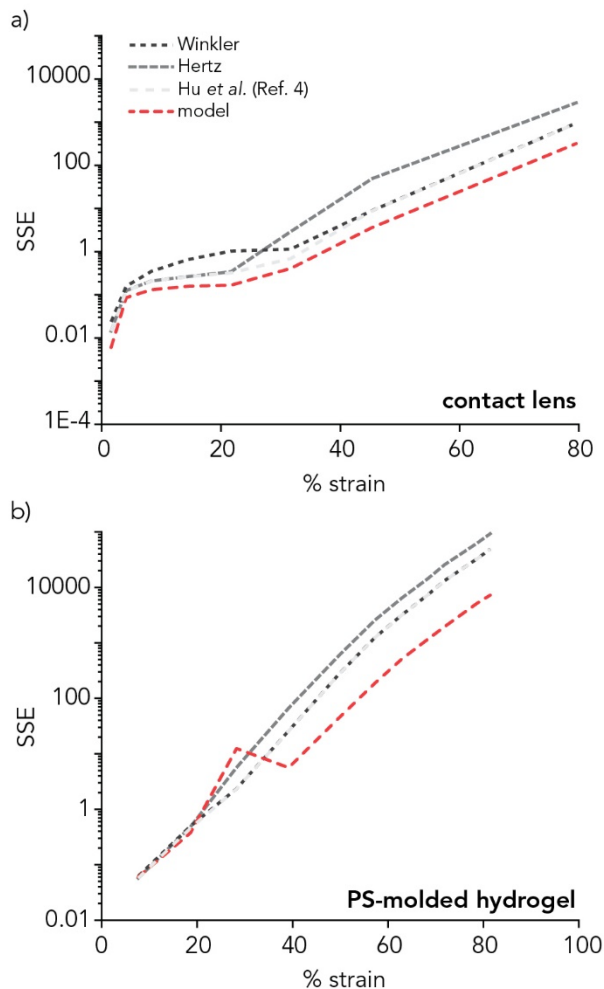 a)
10000
100
1
0.01
1E-4
SSE
Winkler
Hertz
Hu et al. (Ref. 4)
model
contact lens
0 20 40 60 80
% strain
b)
10000
100
1
0.01
SSE
PS-molded hydrogel
0 20 40 60 80 100
% strain